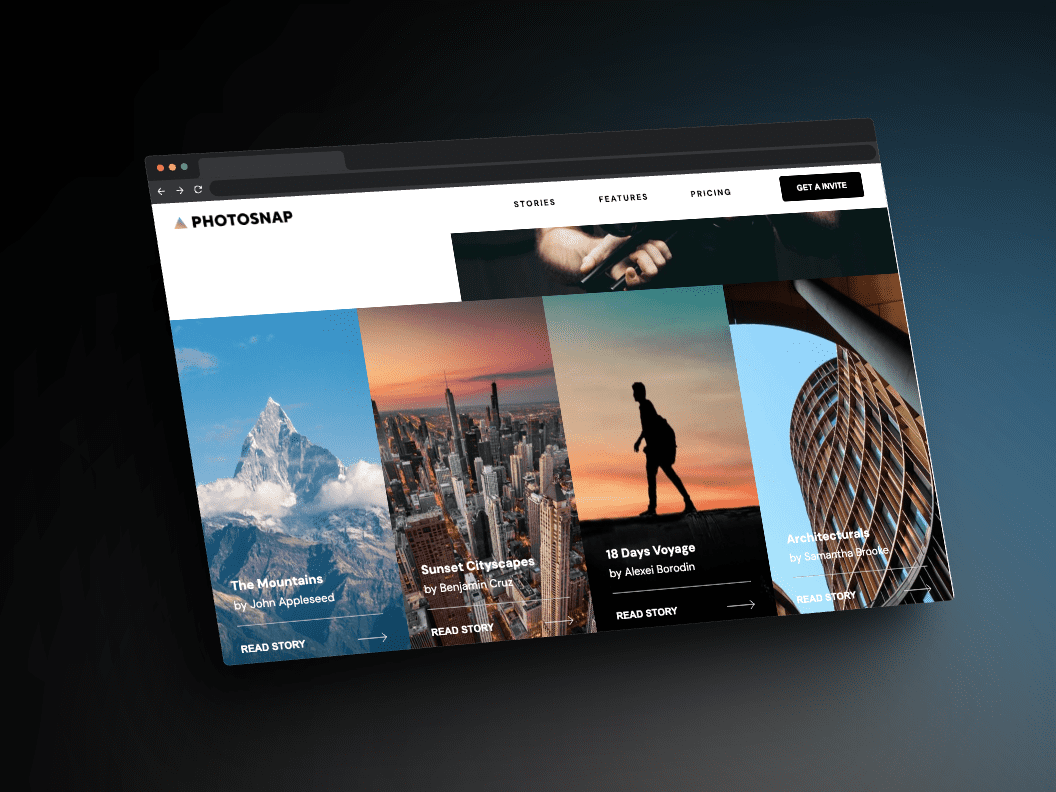 PHOTOSNAP
STORIES
FEATURES
PRICING
GET A INVITE
The Mountains
by John Appleseed
READ STORY
Sunset Cityscapes
by Benjamin Cruz
READ STORY
18 Days Voyage
by Alexei Borodin
READ STORY
Architecturals
by Samantha Brooke
READ STORY